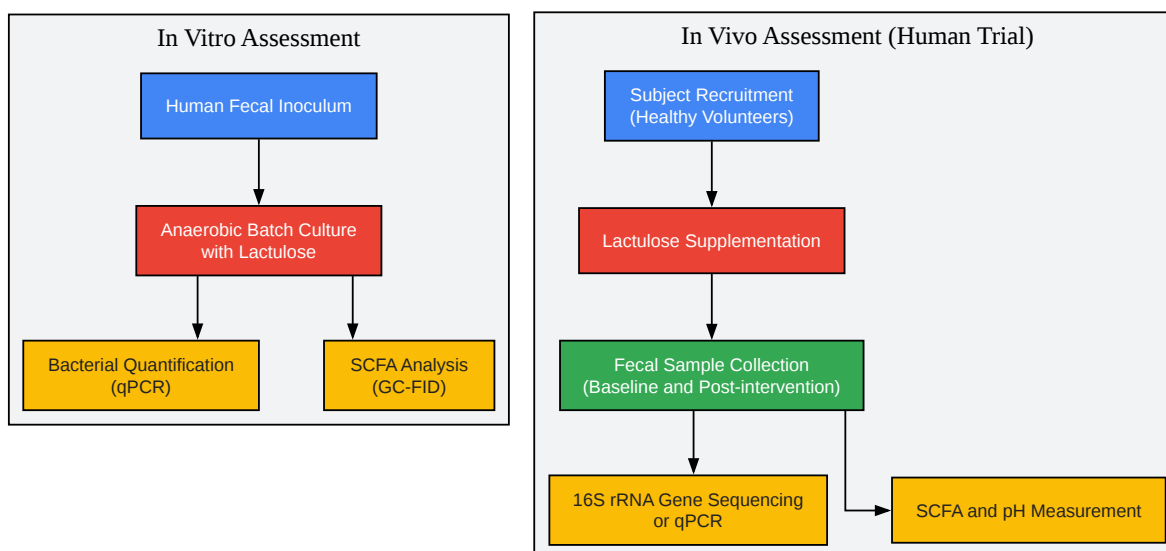 In Vitro Assessment
Human Fecal Inoculum
Anaerobic Batch Culture
with Lactulose
Bacterial Quantification
(qPCR)
SCFA Analysis
(GC-FID)
In Vivo Assessment (Human Trial)
Subject Recruitment
(Healthy Volunteers)
Lactulose Supplementation
Fecal Sample Collection
(Baseline and Post-intervention)
16S rRNA Gene Sequencing
or qPCR
SCFA and pH Measurement